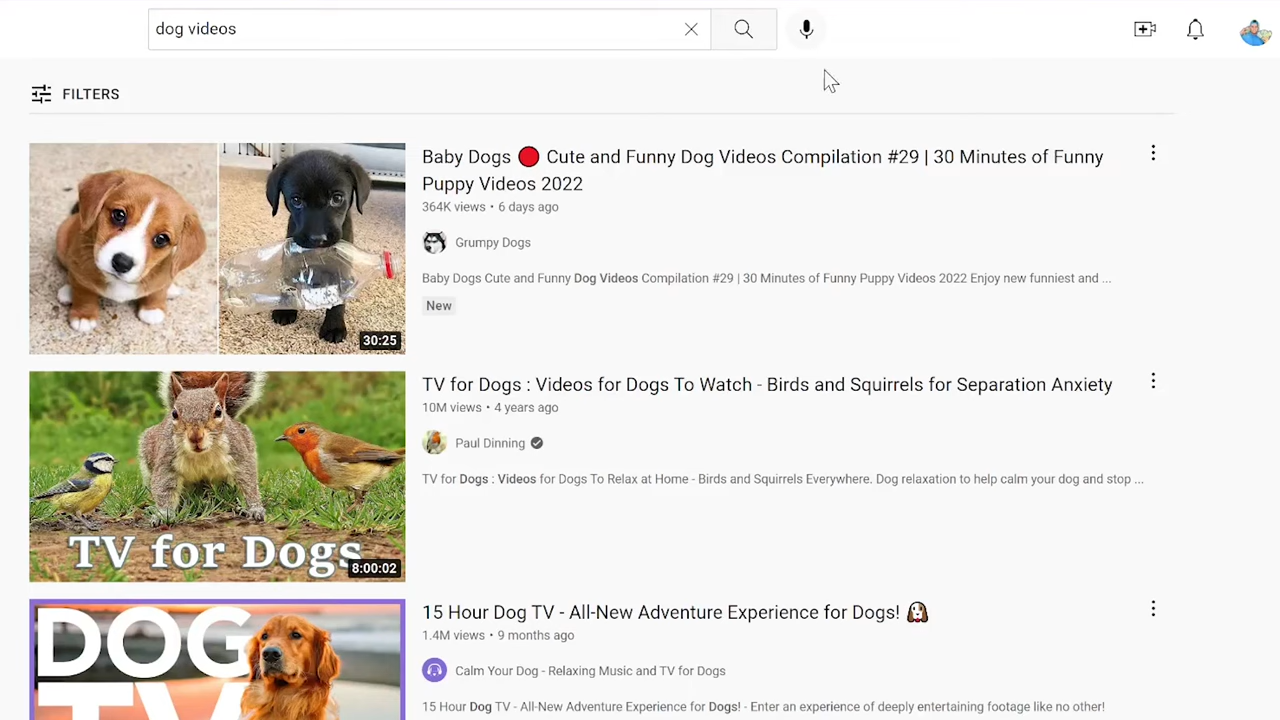 dog videos
FILTERS
Baby Dogs 🔴 Cute and Funny Dog Videos Compilation #29 | 30 Minutes of Funny
Puppy Videos 2022
364K views • 6 days ago
Grumpy Dogs
Baby Dogs Cute and Funny Dog Videos Compilation #29 | 30 Minutes of Funny Puppy Videos 2022 Enjoy new funniest and ...
New
30:25
TV for Dogs : Videos for Dogs To Watch - Birds and Squirrels for Separation Anxiety
10M views • 4 years ago
Paul Dinning
TV for Dogs : Videos for Dogs To Relax at Home - Birds and Squirrels Everywhere. Dog relaxation to help calm your dog and stop ...
TV for Dogs
8:00:02
15 Hour Dog TV - All-New Adventure Experience for Dogs! 🐶
1.4M views • 9 months ago
Calm Your Dog - Relaxing Music and TV for Dogs
15 Hour Dog TV - All-New Adventure Experience for Dogs! - Enter an experience of deeply entertaining footage like no other!
DOG
TV